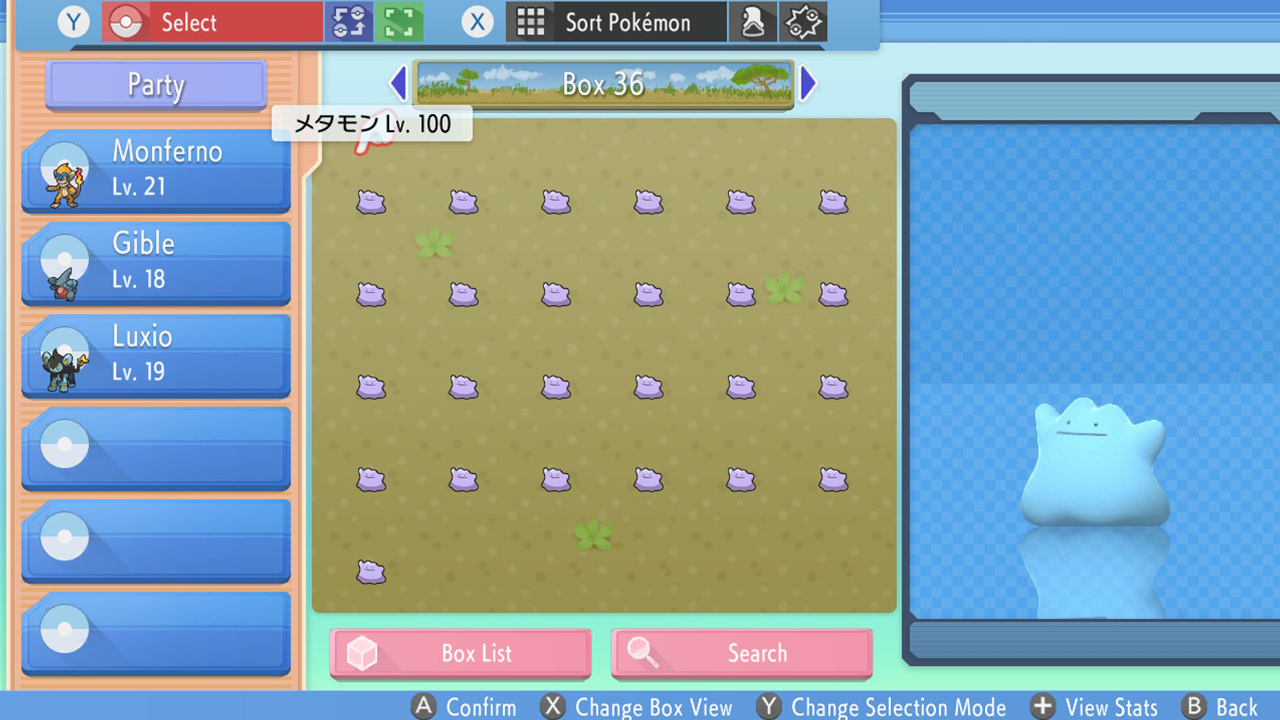 Y Select X Sort Pokémon
Party
Box 36
メタモン Lv. 100
Monferno
Lv. 21
Gible
Lv. 18
Luxio
Lv. 19
Box List
Search
A Confirm X Change Box View Y Change Selection Mode + View Stats B Back